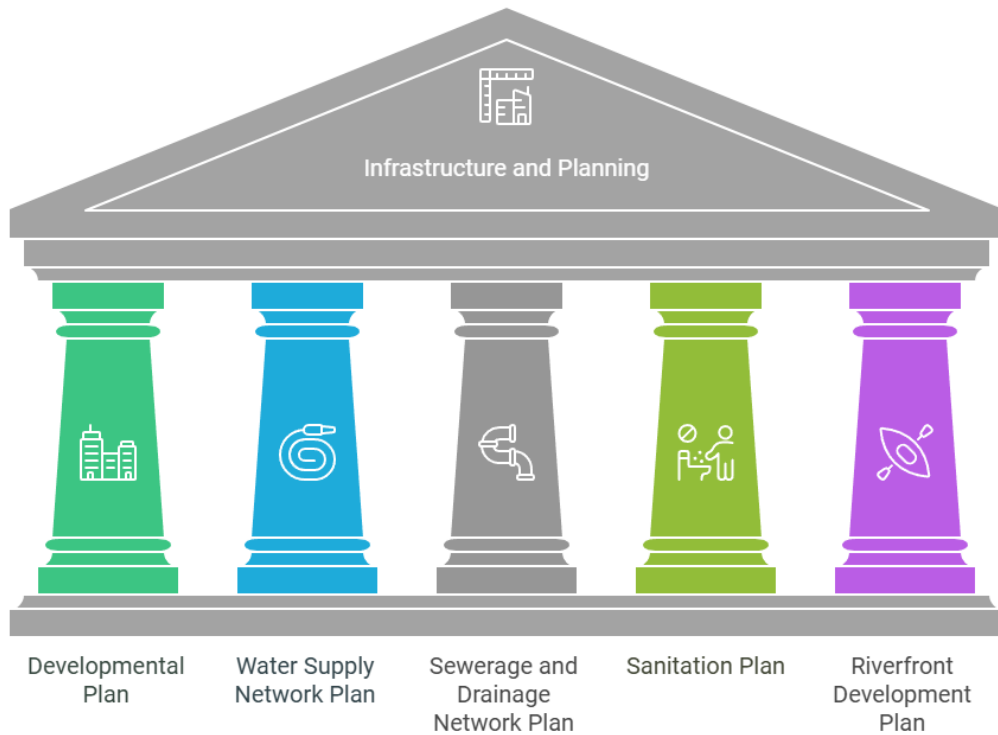 Infrastructure and Planning
Developmental
Plan
Water Supply
Network Plan
Sewerage and
Drainage
Network Plan
Sanitation Plan
Riverfront
Development
Plan